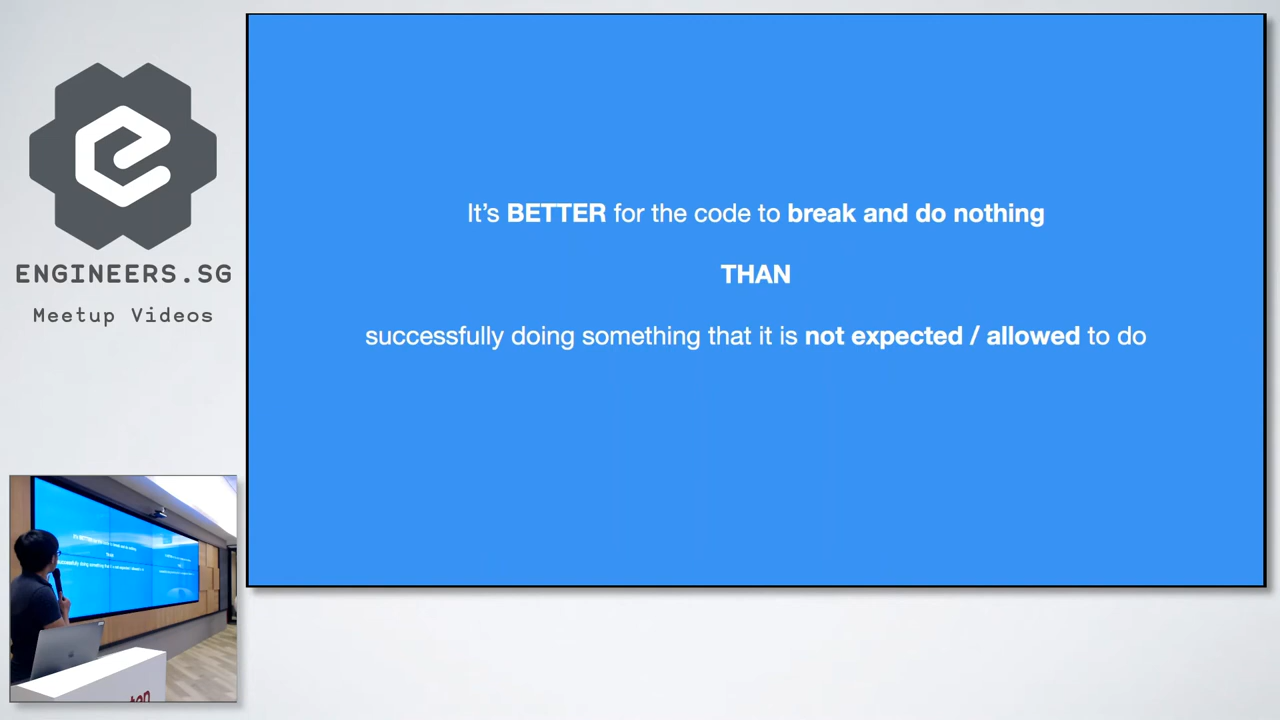 ENGINEERS.SG
Meetup Videos
It's BETTER for the code to break and do nothing
THAN
successfully doing something that it is not expected / allowed to do